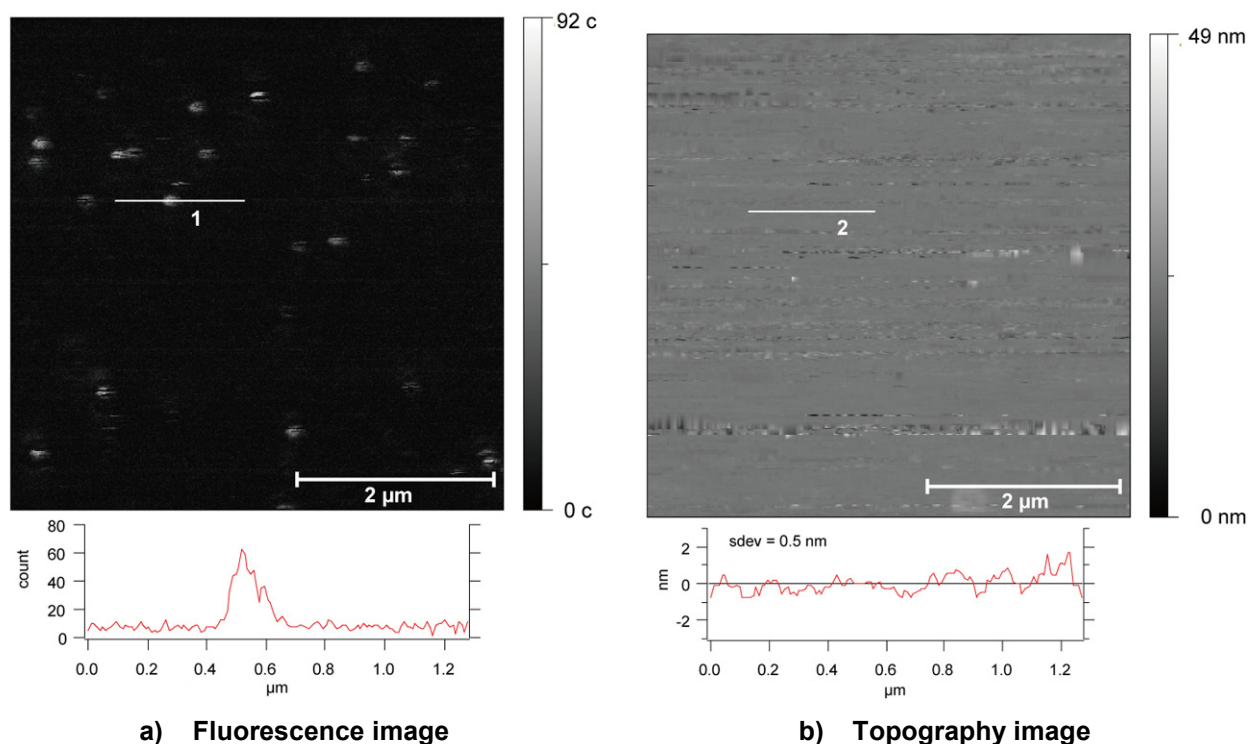 92 c
1
2 µm
0 c
80
60
40
20
0
count
0.0 0.2 0.4 0.6 0.8 1.0 1.2
µm
a) Fluorescence image
49 nm
2
2 µm
0 nm
sdev = 0.5 nm
2
0
-2
nm
0.0 0.2 0.4 0.6 0.8 1.0 1.2
µm
b) Topography image